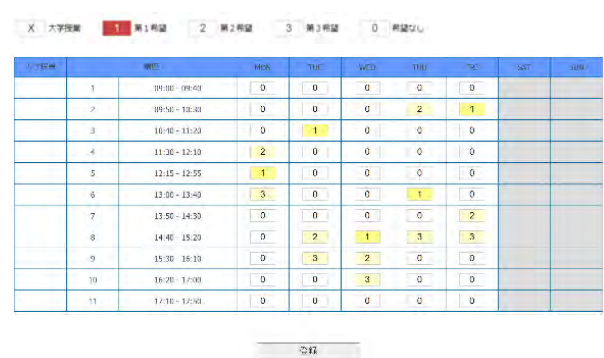 X 大学授業 1 第1希望 2 第2希望 3 第3希望 0 希望なし
大学授業 MON TUE WED THU FRI SAT SUN
1 09:00 - 09:40 0 0 0 0 0
2 09:50 - 10:30 0 0 0 2 1
3 10:40 - 11:20 0 1 0 0 0
4 11:30 - 12:10 2 0 0 0 0
5 12:15 - 12:55 1 0 0 0 0
6 13:00 - 13:40 3 0 0 1 0
7 13:50 - 14:30 0 0 0 0 2
8 14:40 - 15:20 0 2 1 3 3
9 15:30 - 16:10 0 3 2 0 0
10 16:20 - 17:00 0 0 3 0 0
11 17:10 - 17:50 0 0 0 0 0
登録